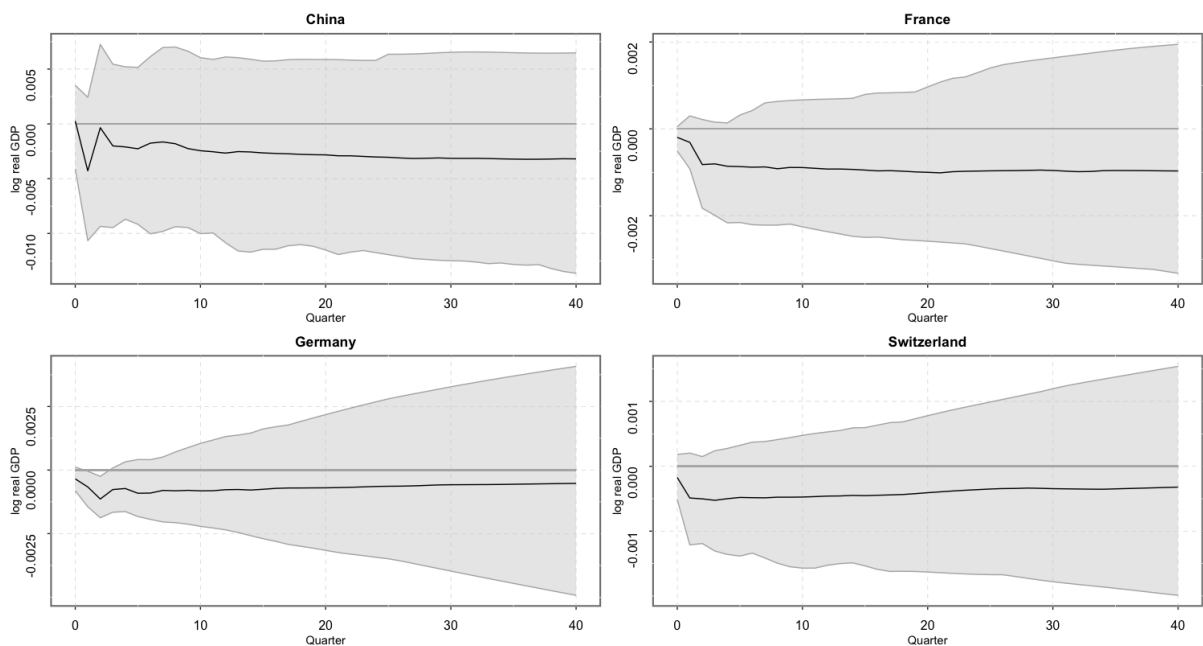 China
log real GDP
0.005
0.000
-0.005
-0.010
0 10 20 30 40
Quarter
France
log real GDP
0.002
0.000
-0.002
0 10 20 30 40
Quarter
Germany
log real GDP
0.0025
0.0000
-0.0025
0 10 20 30 40
Quarter
Switzerland
log real GDP
0.001
0.000
-0.001
0 10 20 30 40
Quarter